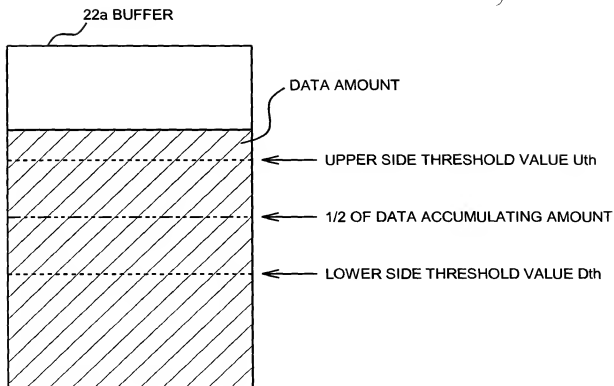 22a BUFFER
DATA AMOUNT
UPPER SIDE THRESHOLD VALUE Uth
1/2 OF DATA ACCUMULATING AMOUNT
LOWER SIDE THRESHOLD VALUE Dth